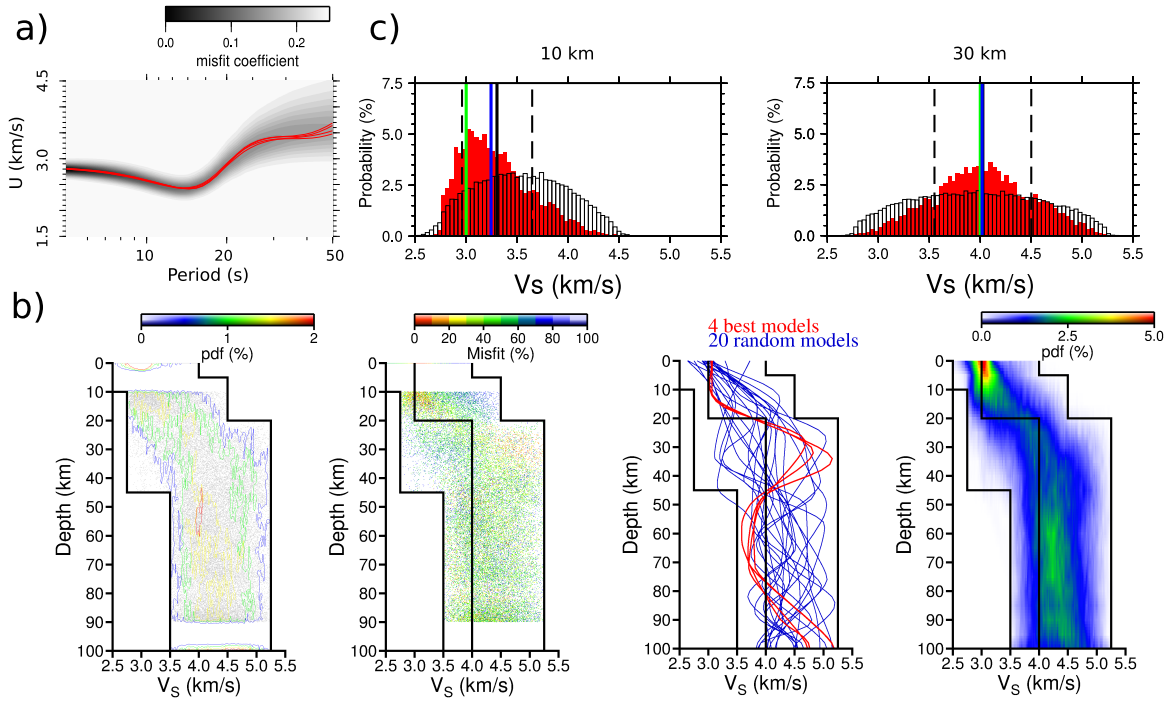 a)
0.0 0.1 0.2
misfit coefficient
4.5
3.0
1.5
U (km/s)
10 20 50
Period (s)
c)
10 km
7.5
5.0
2.5
0.0
Probability (%)
2.5 3.0 3.5 4.0 4.5 5.0 5.5
Vs (km/s)
30 km
7.5
5.0
2.5
0.0
Probability (%)
2.5 3.0 3.5 4.0 4.5 5.0 5.5
Vs (km/s)
b)
0 1 2
pdf (%)
0
10
20
30
40
50
60
70
80
90
100
Depth (km)
2.5 3.0 3.5 4.0 4.5 5.0 5.5
VS (km/s)
0 20 40 60 80 100
Misfit (%)
0
10
20
30
40
50
60
70
80
90
100
Depth (km)
2.5 3.0 3.5 4.0 4.5 5.0 5.5
VS (km/s)
4 best models
20 random models
0
10
20
30
40
50
60
70
80
90
100
Depth (km)
2.5 3.0 3.5 4.0 4.5 5.0 5.5
VS (km/s)
0.0 2.5 5.0
pdf (%)
0
10
20
30
40
50
60
70
80
90
100
Depth (km)
2.5 3.0 3.5 4.0 4.5 5.0 5.5
VS (km/s)